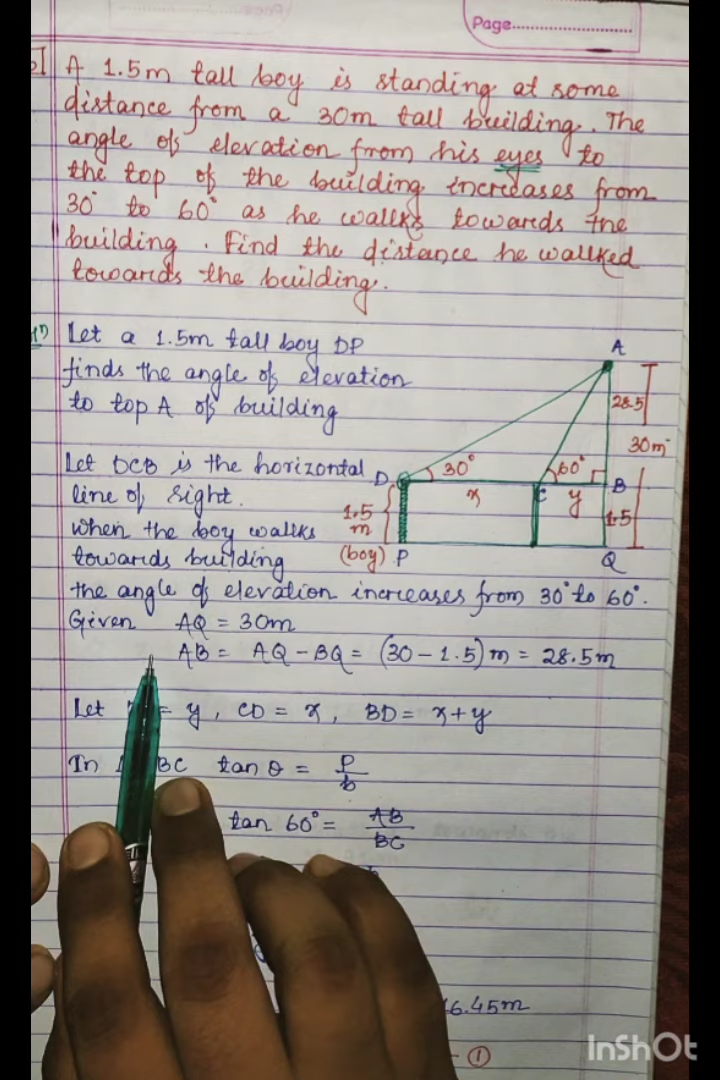 Page
A 1.5m tall boy is standing at some
distance from a 30m tall building. The
angle of elevation from his eyes to
the top of the building increases from
30° to 60° as he wallks towards the
building. Find the distance he wallked
towards the building.
Let a 1.5m tall boy DP
finds the angle of elevation
to top A of building
Let DCB is the horizontal
line of sight.
when the boy wallks
towards building
the angle of elevation increases from 30° to 60°.
A
28.5
30m
D 30° 60° B
x C y
1.5 m 1.5
(boy) P Q
Given AQ = 30m
AB = AQ - BQ = (30 - 1.5) m = 28.5m
Let = y, CD = x, BD = x+y
In BC tan θ = P/b
tan 60° = AB/BC
6.45m
①
InShOt